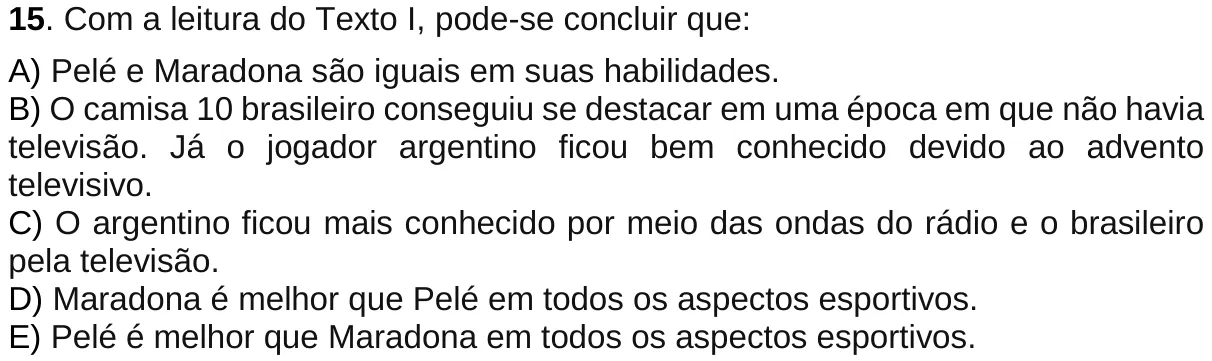 15. Com a leitura do Texto I, pode-se concluir que:
A) Pelé e Maradona são iguais em suas habilidades.
B) O camisa 10 brasileiro conseguiu se destacar em uma época em que não havia
televisão. Já o jogador argentino ficou bem conhecido devido ao advento
televisivo.
C) O argentino ficou mais conhecido por meio das ondas do rádio e o brasileiro
pela televisão.
D) Maradona é melhor que Pelé em todos os aspectos esportivos.
E) Pelé é melhor que Maradona em todos os aspectos esportivos.